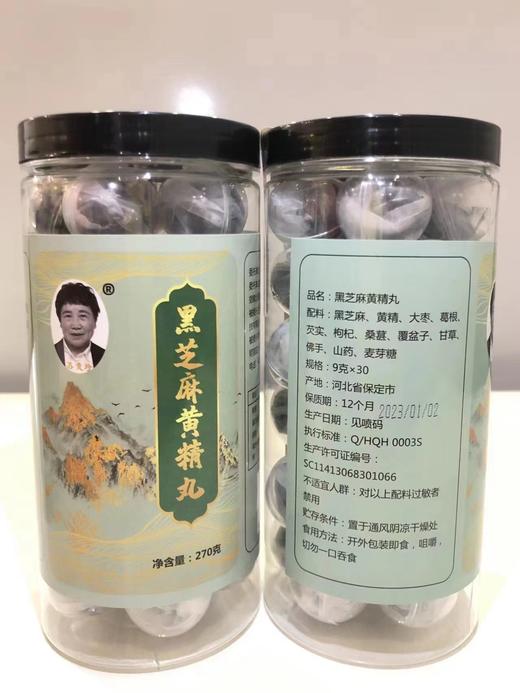 ®
黑芝麻黄精丸
净含量：270克
品名：黑芝麻黄精丸
配料：黑芝麻、黄精、大枣、葛根、
芡实、枸杞、桑葚、覆盆子、甘草、
佛手、山药、麦芽糖
规格：9克×30
产地：河北省保定市
保质期：12个月
2023/01/02
生产日期：见喷码
执行标准：Q/HQH 0003S
生产许可证编号：
SC11413068301066
不适宜人群：对以上配料过敏者
禁用
贮存条件：置于通风阴凉干燥处
食用方法：开外包装即食，咀嚼，
切勿一口吞食